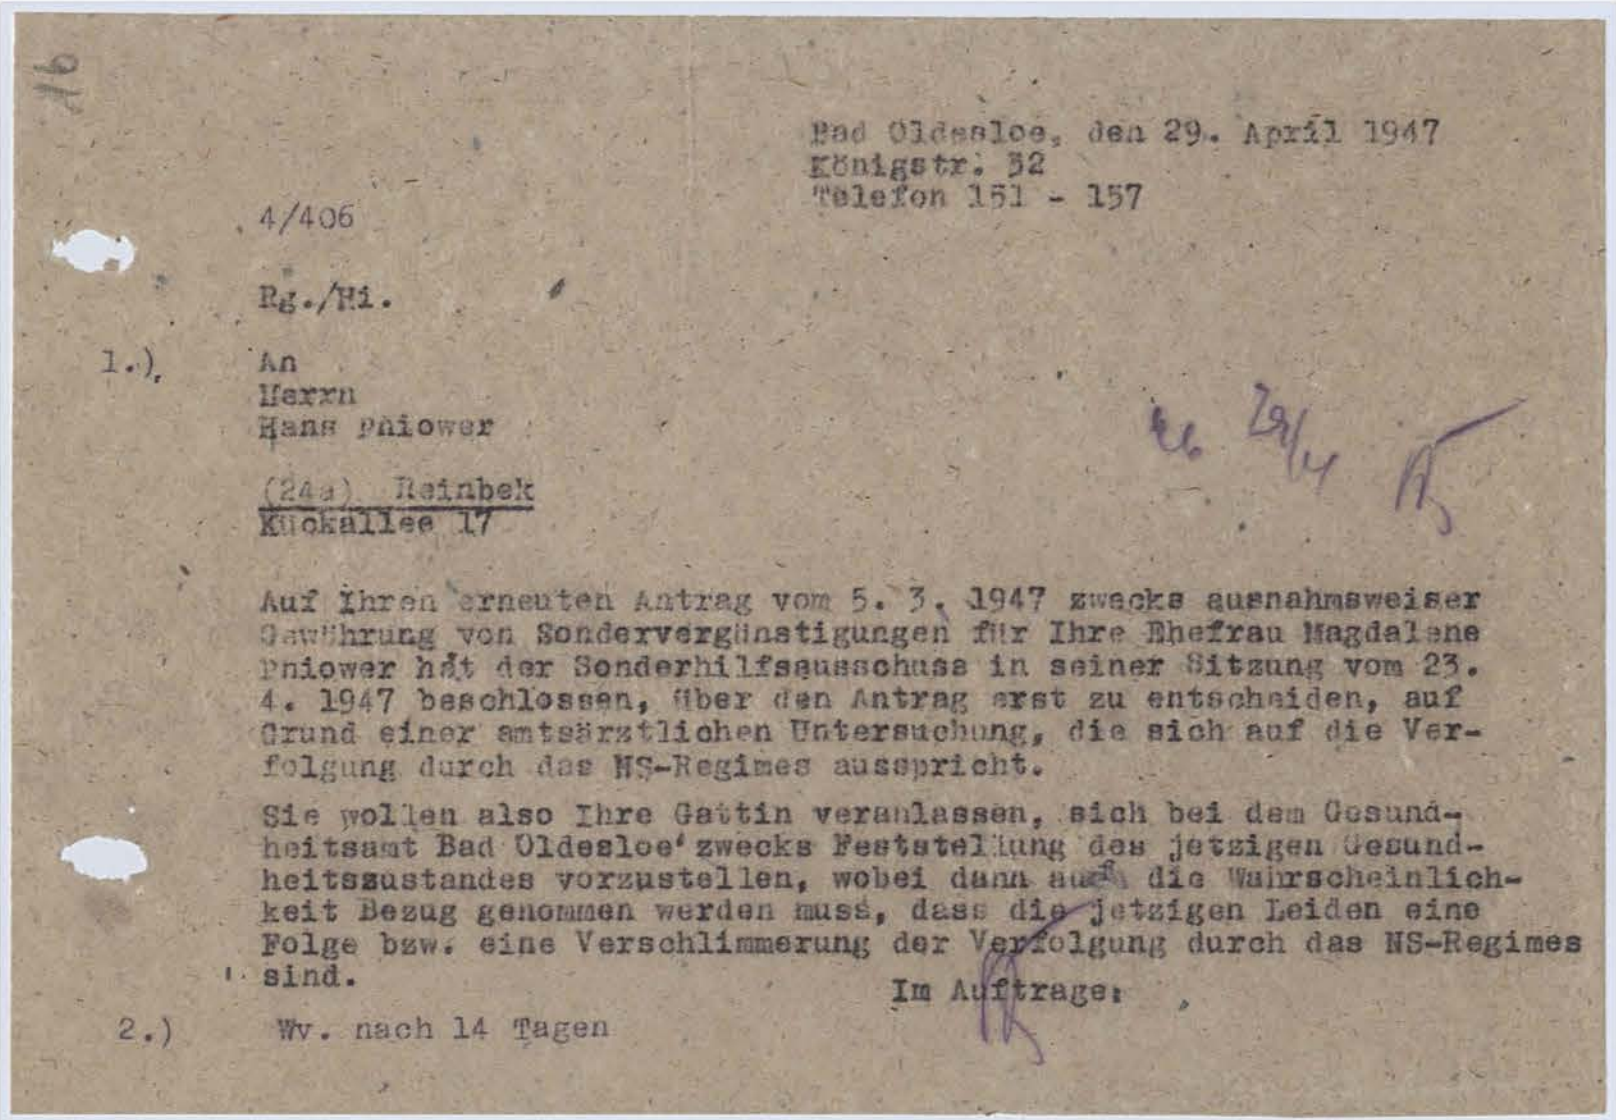 16
Bad Oldesloe, den 29. April 1947
Königstr. 32
Telefon 151 - 157
4/406
Rg./Hi.
1.) An
Herrn
Hans Pniower
29/4
(24a) Reinbek
Kückallee 17
Auf Ihren erneuten Antrag vom 5. 3. 1947 zwecks ausnahmsweiser
Gewährung von Sondervergünstigungen für Ihre Ehefrau Magdalene
Pniower hat der Sonderhilfsausschuss in seiner Sitzung vom 23.
4. 1947 beschlossen, über den Antrag erst zu entscheiden, auf
Grund einer amtsärztlichen Untersuchung, die sich auf die Ver-
folgung durch das NS-Regimes ausspricht.
Sie wollen also Ihre Gattin veranlassen, sich bei dem Gesund-
heitsamt Bad Oldesloe zwecks Feststellung des jetzigen Gesund-
heitszustandes vorzustellen, wobei dann auf die Wahrscheinlich-
keit Bezug genommen werden muss, dass die jetzigen Leiden eine
Folge bzw. eine Verschlimmerung der Verfolgung durch das NS-Regimes
sind.
Im Auftrage:
2.) Wv. nach 14 Tagen